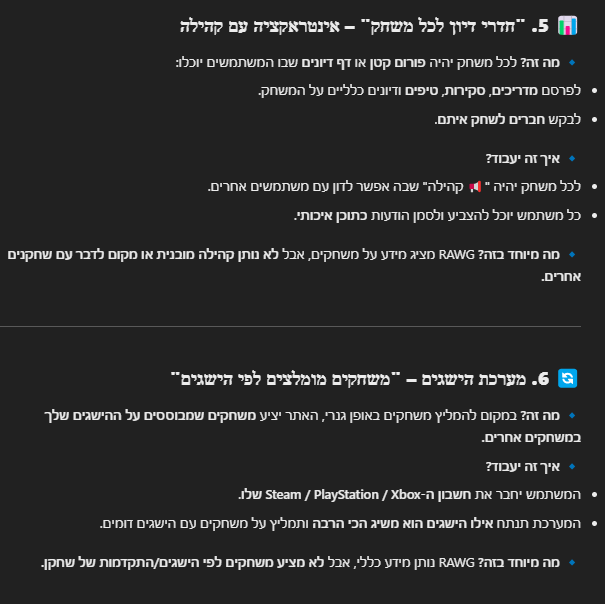 📊 5. "חדרי דיון לכל משחק" – אינטראקציה עם קהילה
🔹 מה זה? לכל משחק יהיה פורום קטן או דף דיונים שבו המשתמשים יוכלו:
• לפרסם מדריכים, סקירות, טיפים ודיונים כלליים על המשחק.
• לבקש חברים לשחק איתם.
🔹 איך זה יעבוד?
• לכל משחק יהיה "📢 קהילה" שבה אפשר לדון עם משתמשים אחרים.
• כל משתמש יוכל להצביע ולסמן הודעות כתוכן איכותי.
🔹 מה מיוחד בזה? RAWG מציג מידע על משחקים, אבל לא נותן קהילה מובנית או מקום לדבר עם שחקנים
אחרים.
🔄 6. מערכת הישגים – "משחקים מומלצים לפי הישגים"
🔹 מה זה? במקום להמליץ משחקים באופן גנרי, האתר יציע משחקים שמבוססים על ההישגים שלך
במשחקים אחרים.
🔹 איך זה יעבוד?
• המשתמש יחבר את חשבון ה-Steam / PlayStation / Xbox שלו.
• המערכת תנתח אילו הישגים הוא משיג הכי הרבה ותמליץ על משחקים עם הישגים דומים.
🔹 מה מיוחד בזה? RAWG נותן מידע כללי, אבל לא מציע משחקים לפי הישגים/התקדמות של שחקן.